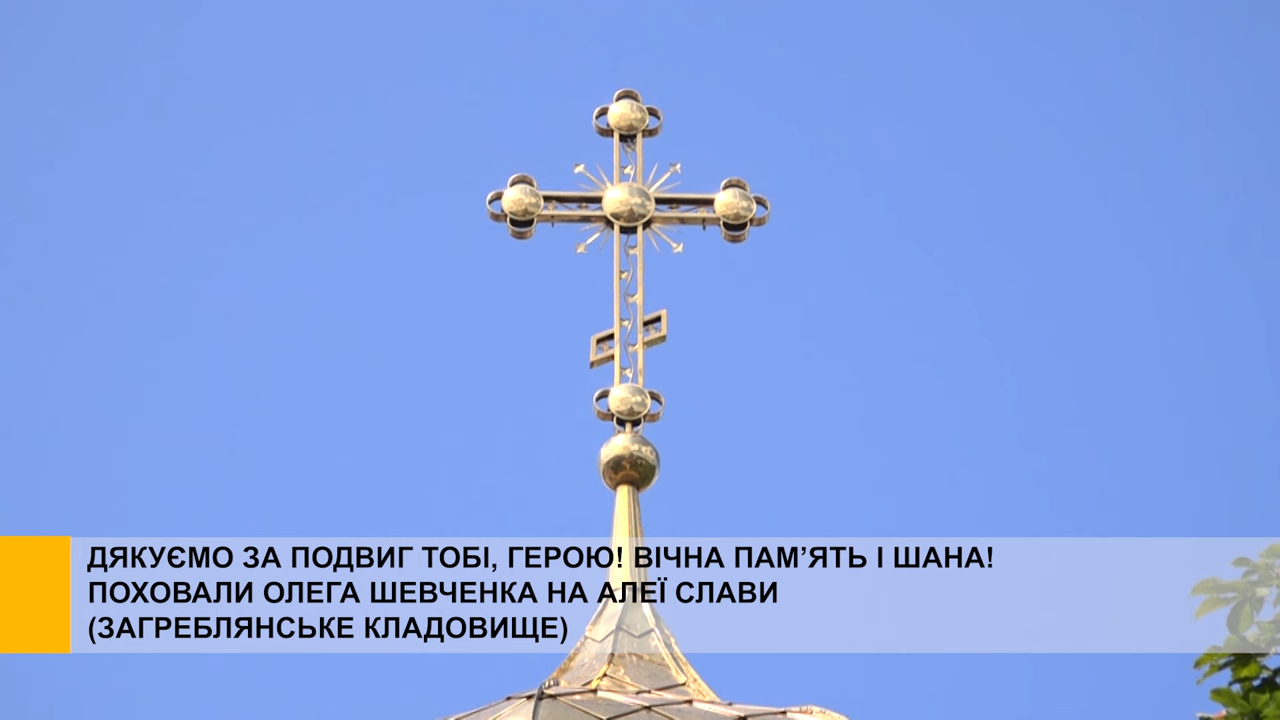 ДЯКУЄМО ЗА ПОДВИГ ТОБІ, ГЕРОЮ! ВІЧНА ПАМ’ЯТЬ І ШАНА!
ПОХОВАЛИ ОЛЕГА ШЕВЧЕНКА НА АЛЕЇ СЛАВИ
(ЗАГРЕБЛЯНСЬКЕ КЛАДОВИЩЕ)